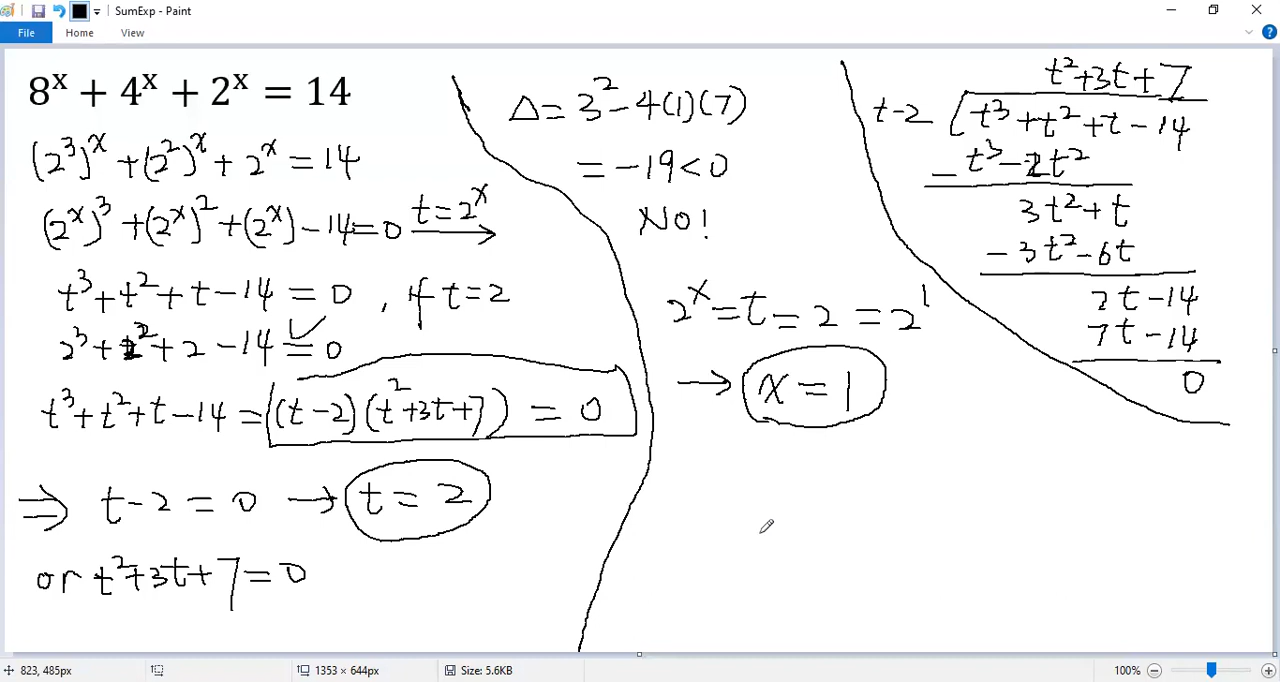 SumExp - Paint
File Home View
8ˣ + 4ˣ + 2ˣ = 14
(2³)ˣ + (2²)ˣ + 2ˣ = 14
(2ˣ)³ + (2ˣ)² + (2ˣ) - 14 = 0 t = 2ˣ →
t³ + t² + t - 14 = 0 , if t = 2
2³ + 2² + 2 - 14 = 0 ✓
t³ + t² + t - 14 = (t - 2)(t² + 3t + 7) = 0
⇒ t - 2 = 0 → t = 2
or t² + 3t + 7 = 0
Δ = 3² - 4(1)(7)
= -19 < 0
NO!
2ˣ = t = 2 = 2¹
→ x = 1
t² + 3t + 7
t - 2 t³ + t² + t - 14
- t³ - 2t²
3t² + t
- 3t² - 6t
7t - 14
7t - 14
0
823, 485px 1353 × 644px Size: 5.6KB 100%